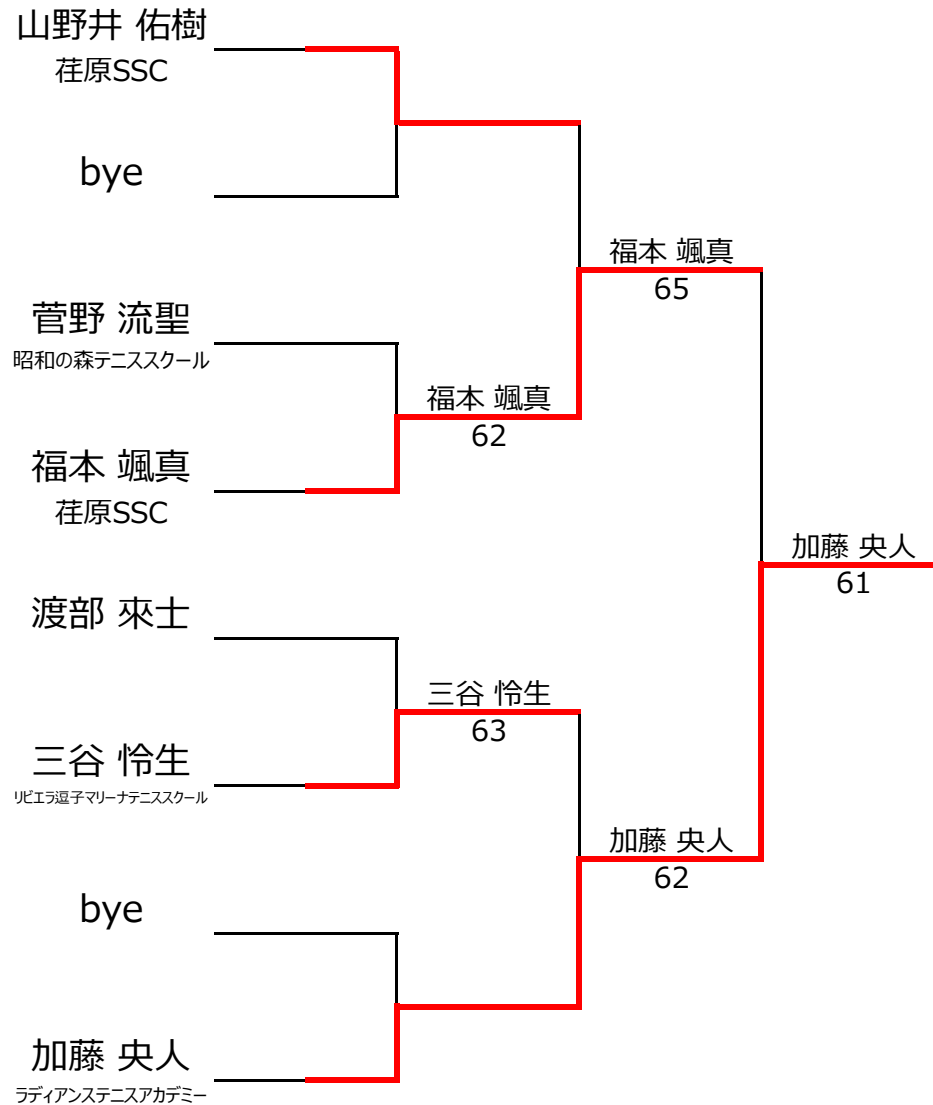 山野井 佑樹
荏原SSC
bye
菅野 流聖
昭和の森テニススクール
福本 颯真
荏原SSC
渡部 來士
三谷 怜生
リビエラ逗子マリーナテニススクール
bye
加藤 央人
ラディアンステニスアカデミー
福本 颯真
62
三谷 怜生
63
福本 颯真
65
加藤 央人
62
加藤 央人
61